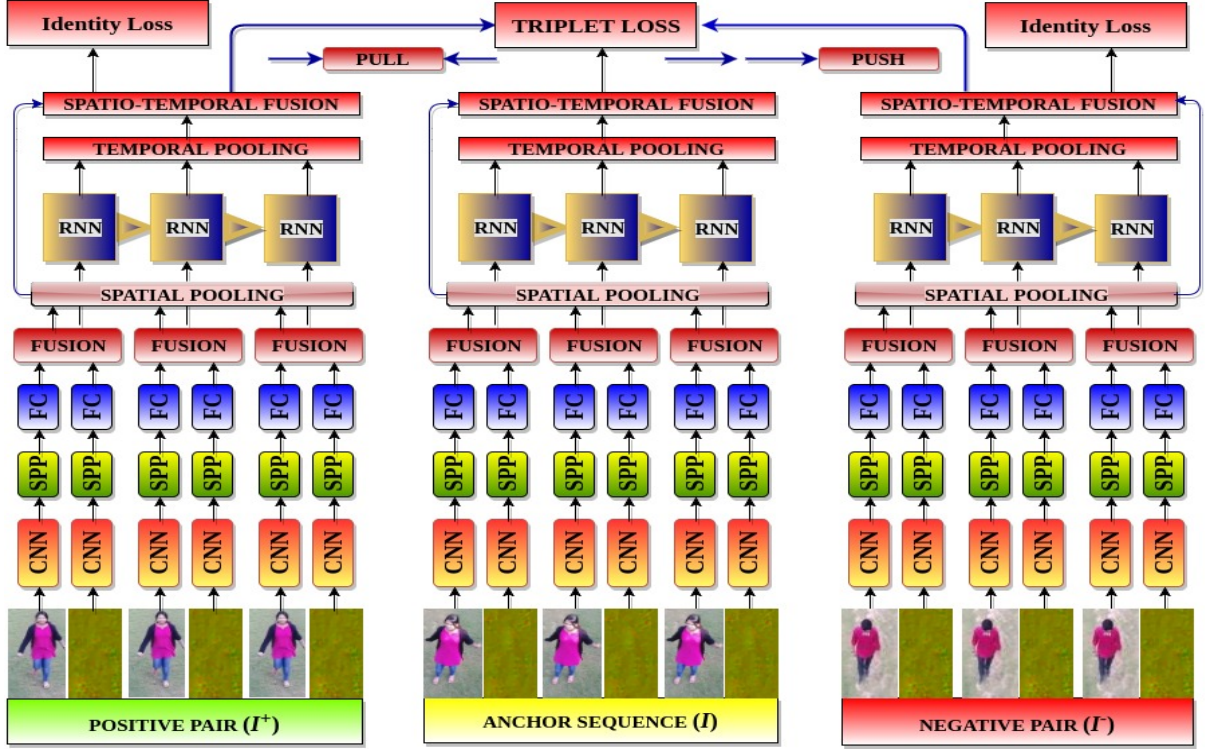 Identity Loss
TRIPLET LOSS
Identity Loss
PULL
PUSH
SPATIO-TEMPORAL FUSION
SPATIO-TEMPORAL FUSION
SPATIO-TEMPORAL FUSION
TEMPORAL POOLING
TEMPORAL POOLING
TEMPORAL POOLING
RNN RNN RNN
RNN RNN RNN
RNN RNN RNN
SPATIAL POOLING
SPATIAL POOLING
SPATIAL POOLING
FUSION FUSION FUSION
FUSION FUSION FUSION
FUSION FUSION FUSION
FC FC FC FC FC FC
FC FC FC FC FC FC
FC FC FC FC FC FC
SPP SPP SPP SPP SPP SPP
SPP SPP SPP SPP SPP SPP
SPP SPP SPP SPP SPP SPP
CNN CNN CNN CNN CNN CNN
CNN CNN CNN CNN CNN CNN
CNN CNN CNN CNN CNN CNN
POSITIVE PAIR (I⁺)
ANCHOR SEQUENCE (I)
NEGATIVE PAIR (I⁻)